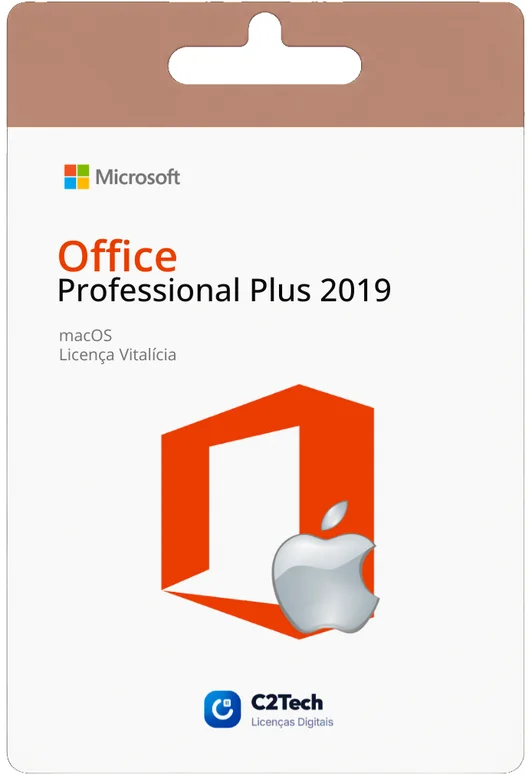 Microsoft
Office
Professional Plus 2019
macOS
Licença Vitalícia
C2Tech
Licenças Digitais